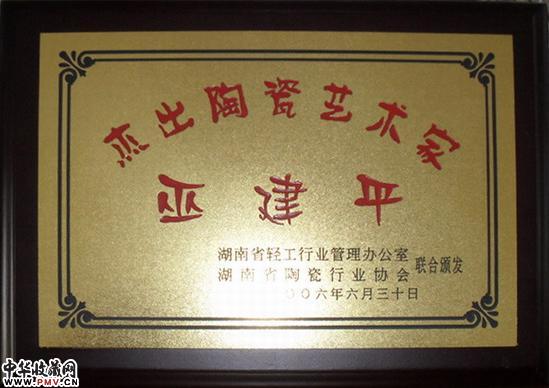 杰出陶瓷艺术家
巫建平
湖南省轻工行业管理办公室
湖南省陶瓷行业协会
联合颁发
〇〇六年六月三十日
中华收藏网
WWW.PMV.CN